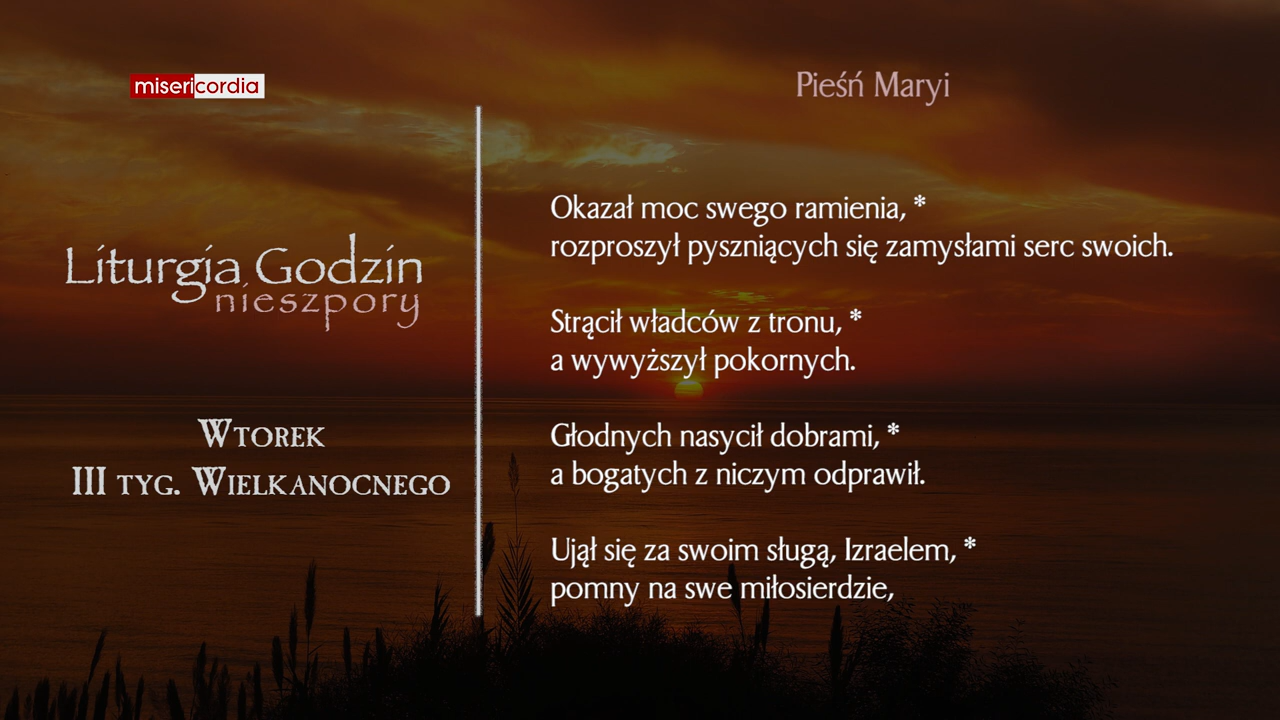 misericordia
Liturgia Godzin
nieszpory
Wtorek
III tyg. Wielkanocnego
Pieśń Maryi
Okazał moc swego ramienia, *
rozproszył pyszniących się zamysłami serc swoich.
Strącił władców z tronu, *
a wywyższył pokornych.
Głodnych nasycił dobrami, *
a bogatych z niczym odprawił.
Ujął się za swoim sługą, Izraelem, *
pomny na swe miłosierdzie,